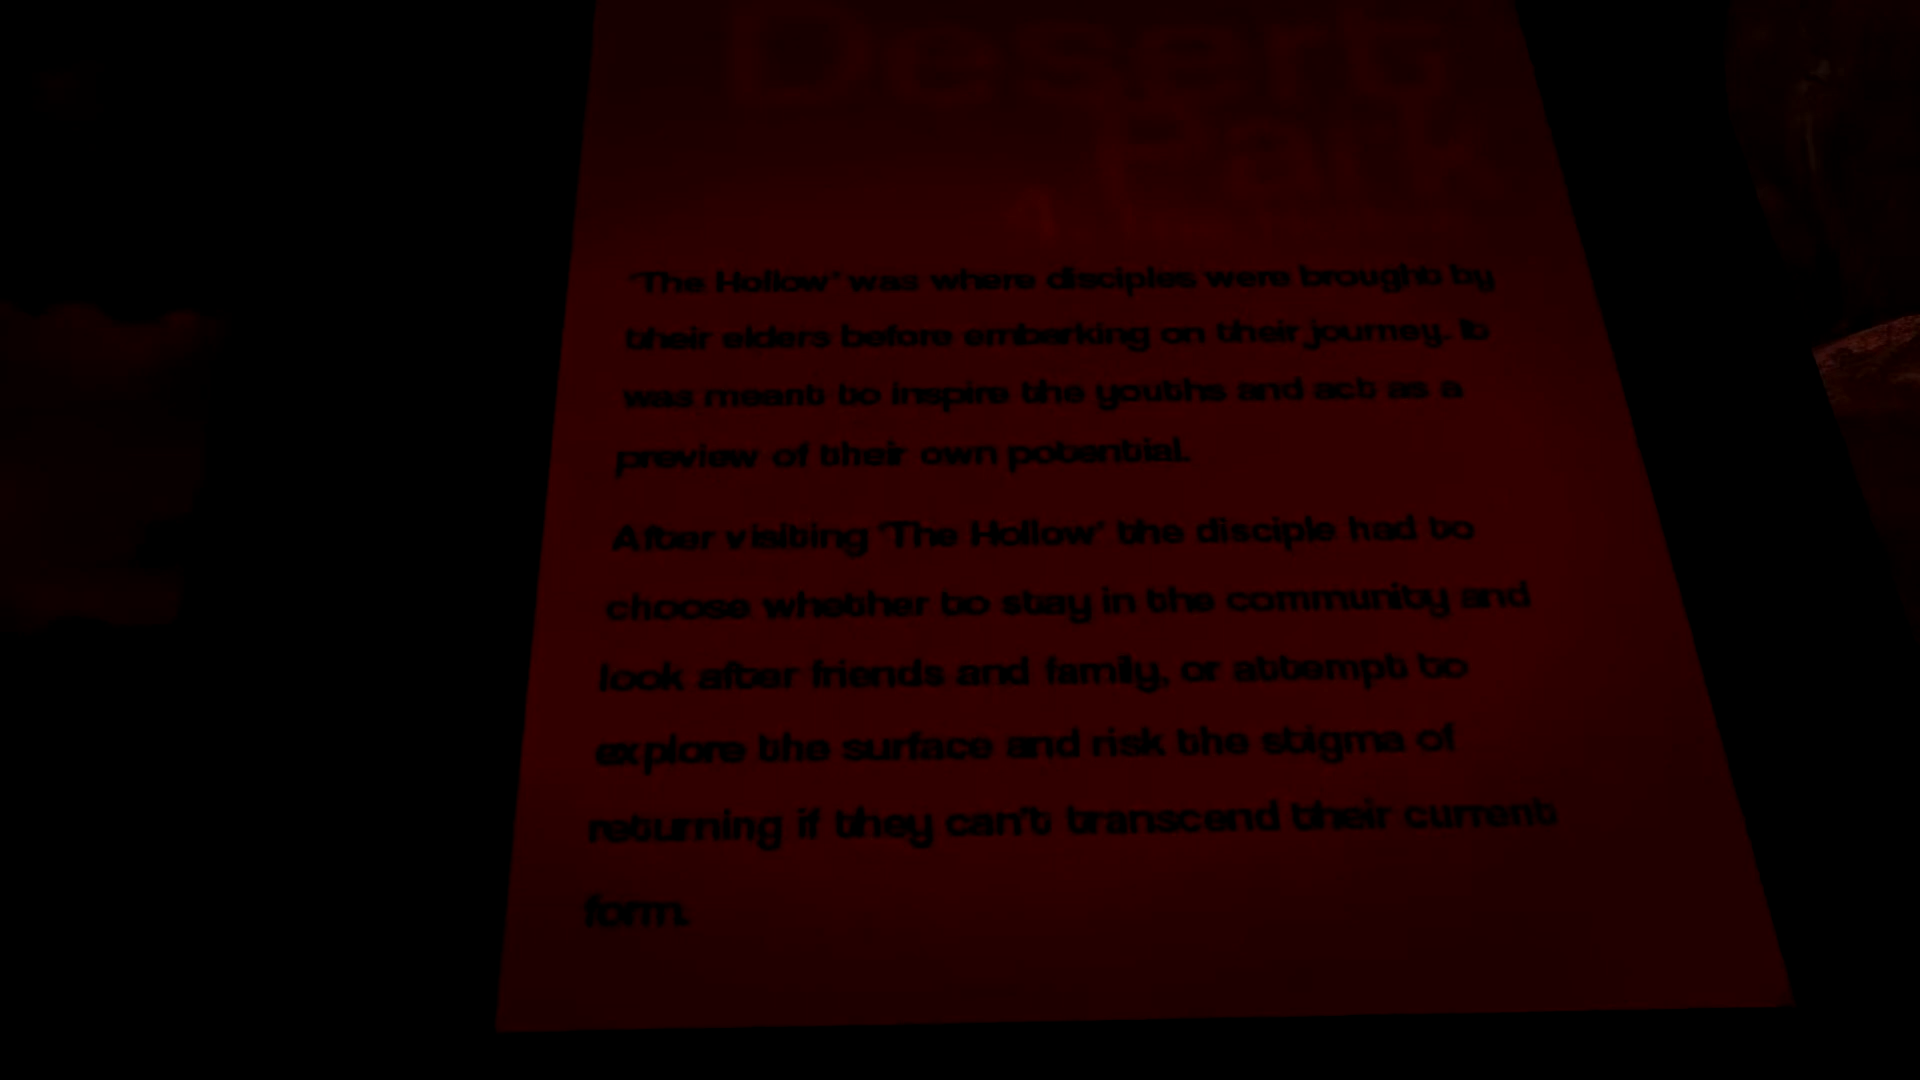 Desert
Park
'The Hollow' was where disciples were brought by
their elders before embarking on their journey. It
was meant to inspire the youths and act as a
preview of their own potential.
After visiting 'The Hollow' the disciple had to
choose whether to stay in the community and
look after friends and family, or attempt to
explore the surface and risk the stigma of
returning if they can't transcend their current
form.